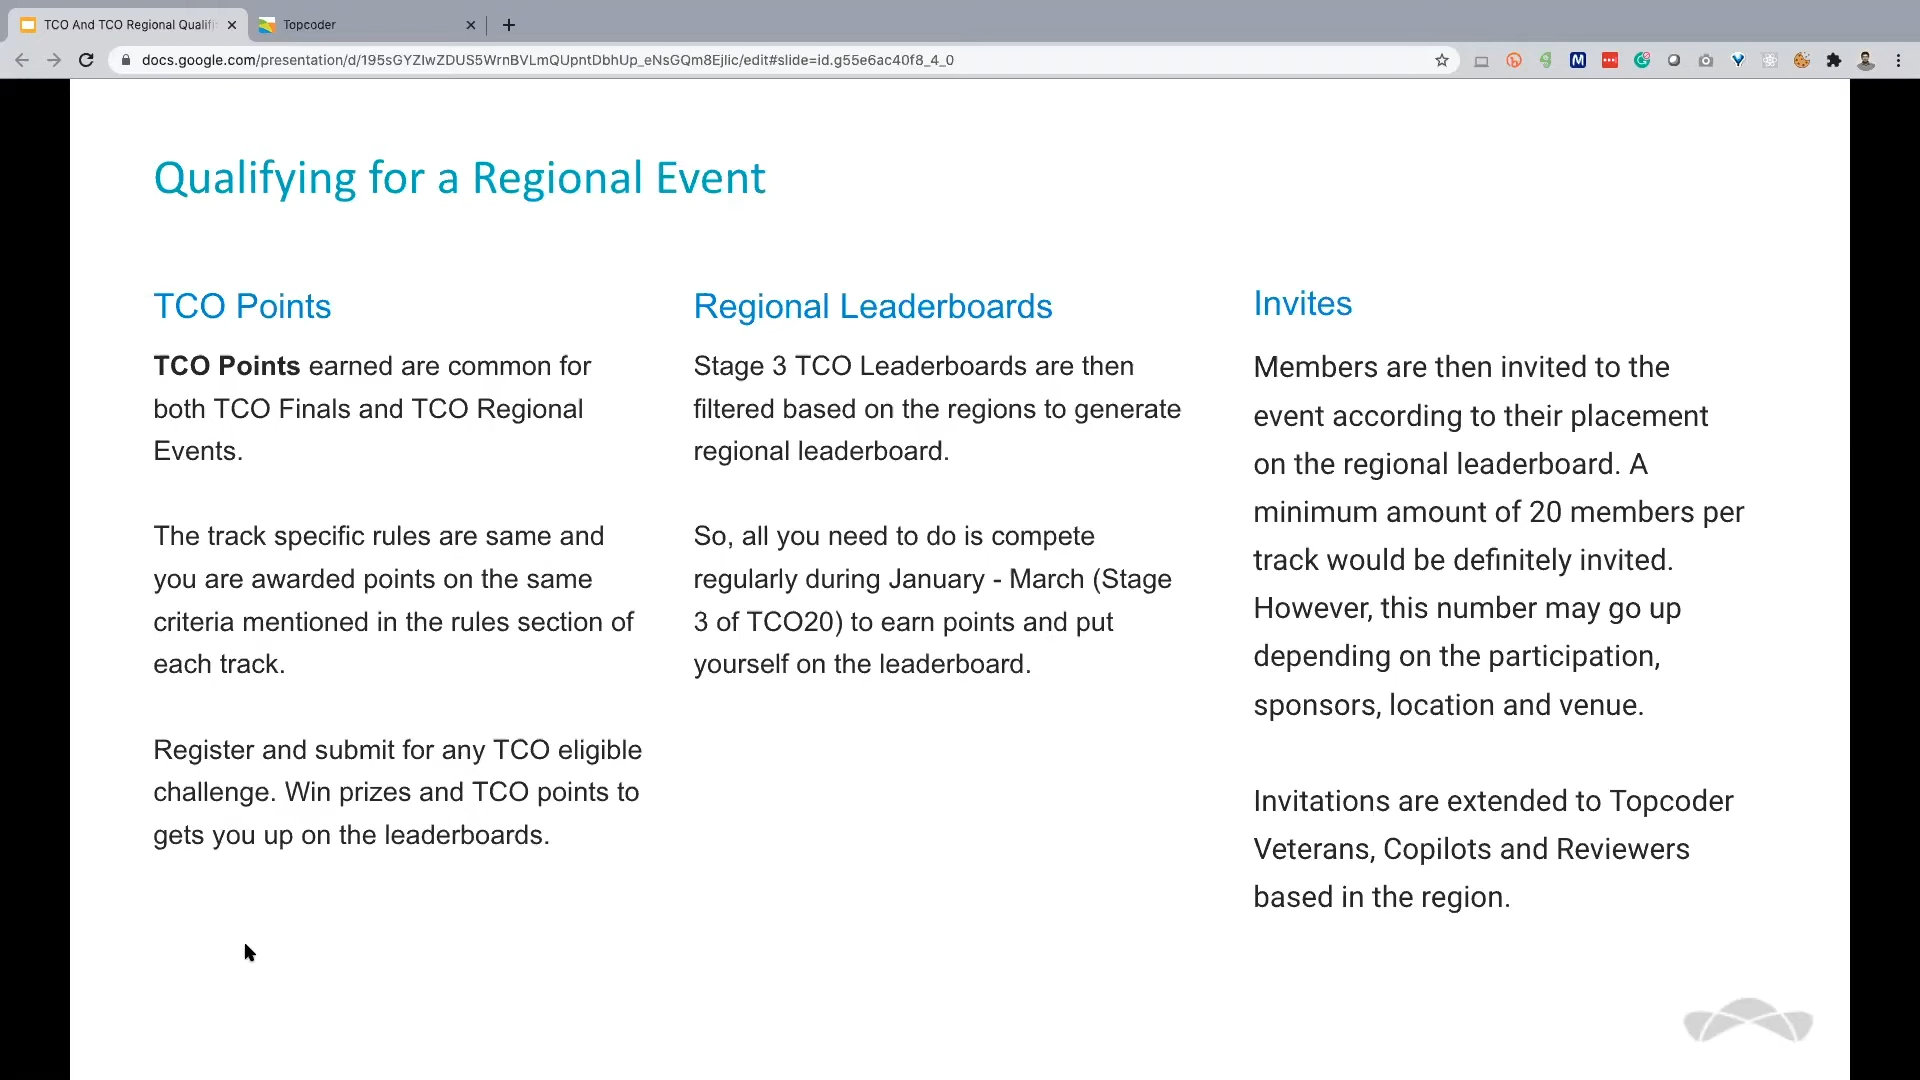 TCO And TCO Regional Qualifi
Topcoder
docs.google.com/presentation/d/195sGYZIwZDUS5WrnBVLmQUpntDbhUp_eNsGQm8Ejlic/edit#slide=id.g55e6ac40f8_4_0
Qualifying for a Regional Event
TCO Points
TCO Points earned are common for
both TCO Finals and TCO Regional
Events.
The track specific rules are same and
you are awarded points on the same
criteria mentioned in the rules section of
each track.
Register and submit for any TCO eligible
challenge. Win prizes and TCO points to
gets you up on the leaderboards.
Regional Leaderboards
Stage 3 TCO Leaderboards are then
filtered based on the regions to generate
regional leaderboard.
So, all you need to do is compete
regularly during January - March (Stage
3 of TCO20) to earn points and put
yourself on the leaderboard.
Invites
Members are then invited to the
event according to their placement
on the regional leaderboard. A
minimum amount of 20 members per
track would be definitely invited.
However, this number may go up
depending on the participation,
sponsors, location and venue.
Invitations are extended to Topcoder
Veterans, Copilots and Reviewers
based in the region.